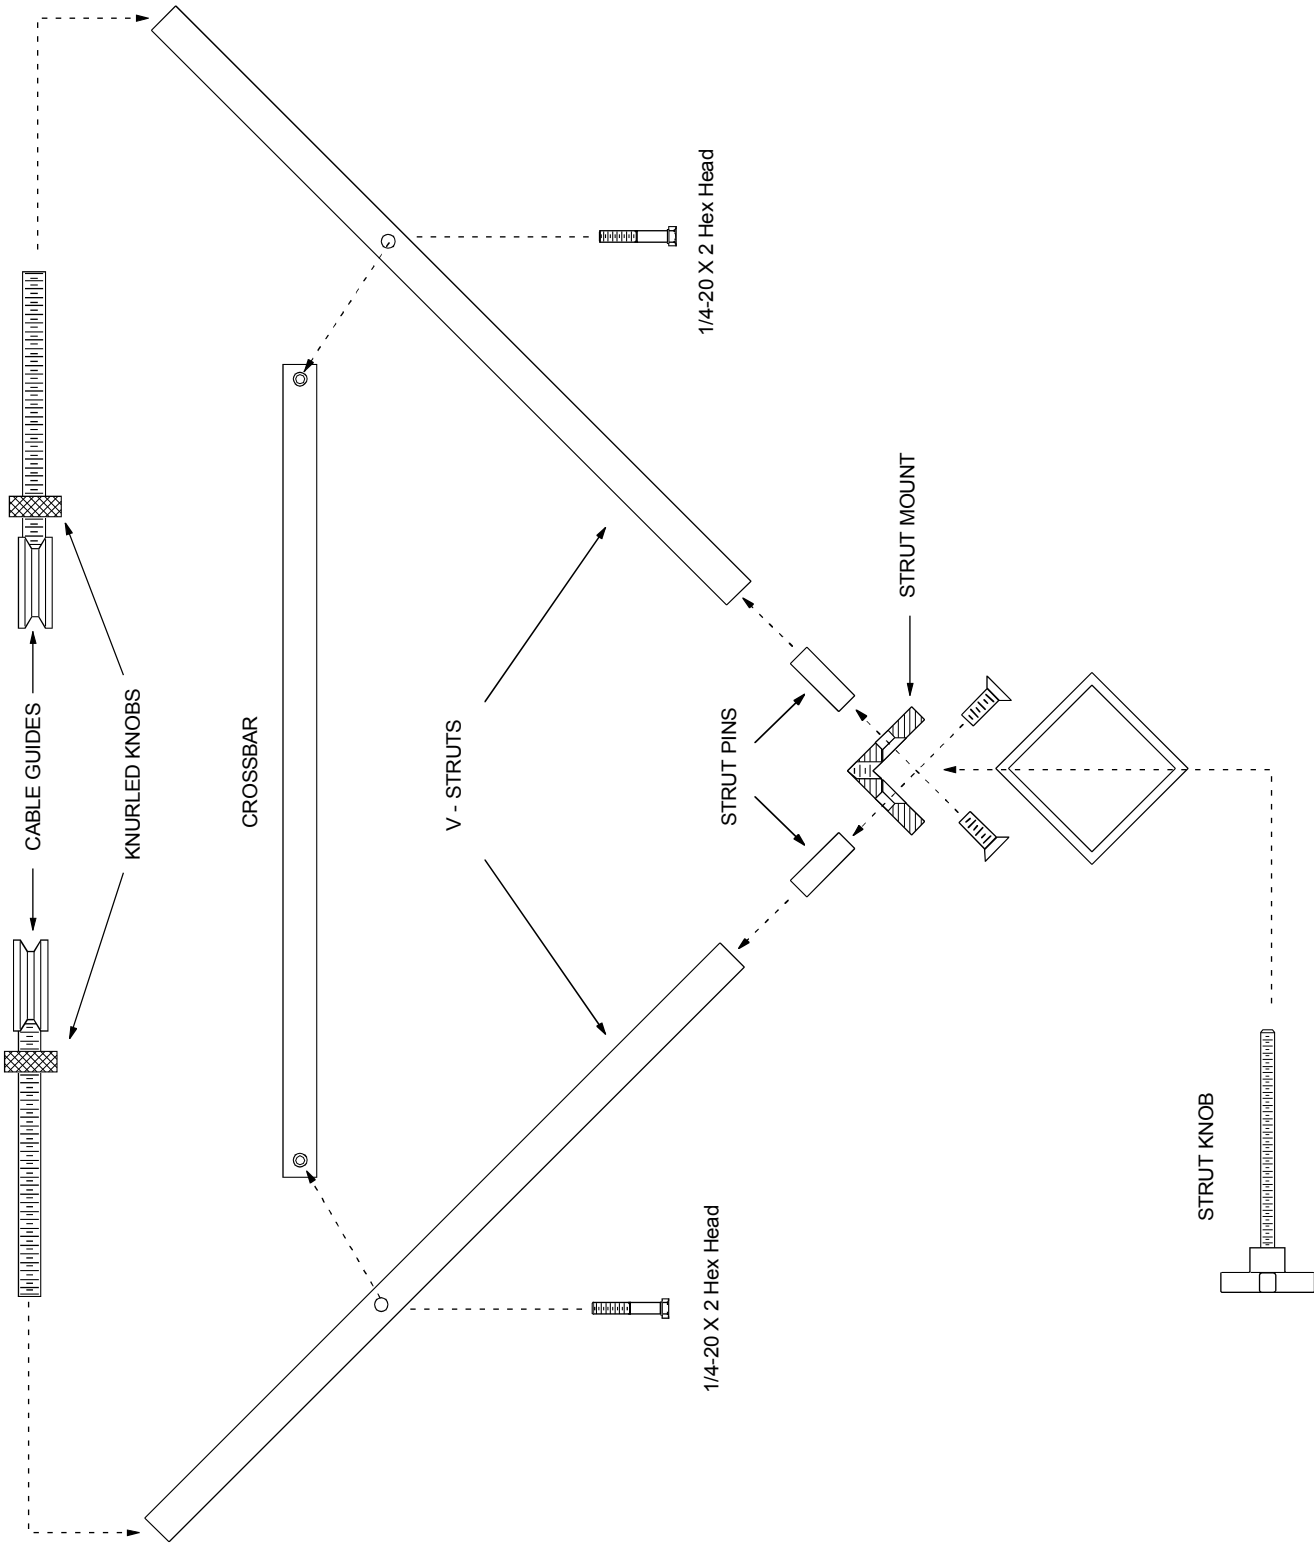 CABLE GUIDES
KNURLED KNOBS
CROSSBAR
V - STRUTS
1/4-20 X 2 Hex Head
1/4-20 X 2 Hex Head
STRUT PINS
STRUT MOUNT
STRUT KNOB